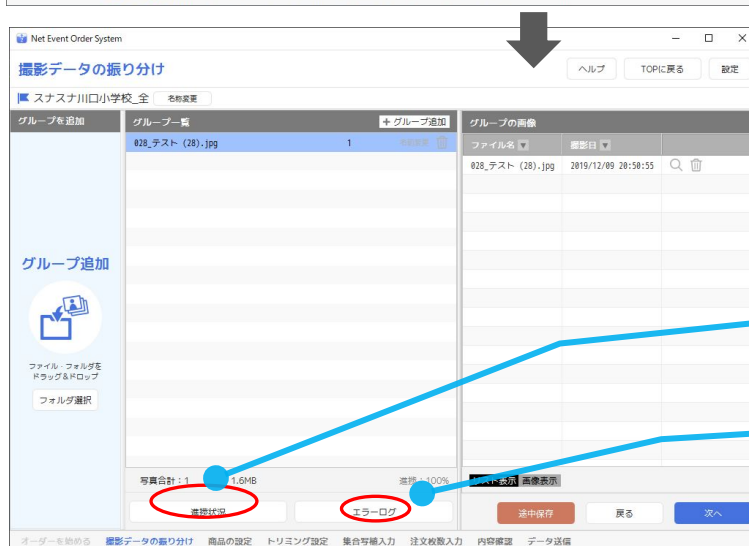 Net Event Order System
撮影データの振り分け
ヘルプ
TOPに戻る
設定
スナスナ川口小学校_全
名称変更
グループを追加
グループ一覧
+ グループ追加
グループの画像
028_テスト (28).jpg 1 名称変更
ファイル名 ▼ 撮影日 ▼
028_テスト (28).jpg 2019/12/09 20:50:55
グループ追加
ファイル・フォルダを
ドラッグ&ドロップ
フォルダ選択
写真合計:1 1.6MB
進捗:100%
スト表示 画像表示
進捗状況
エラーログ
途中保存
戻る
次へ
オーダーを始める 撮影データの振り分け 商品の設定 トリミング設定 集合写綴入力 注文枚数入力 内容確認 データ送信